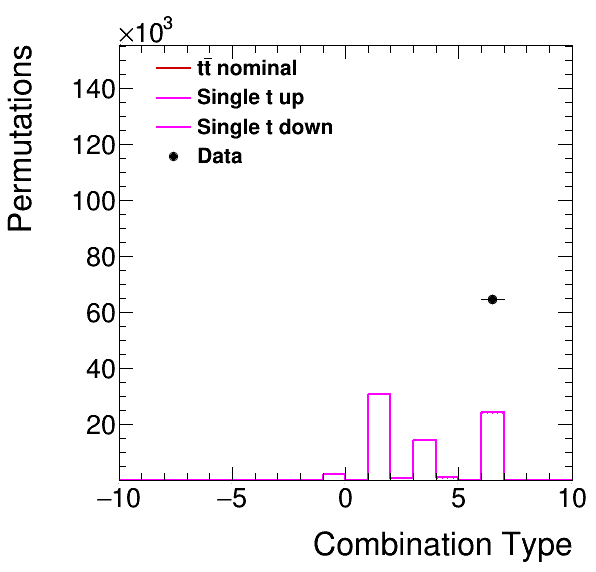 ×10³
140
120
100
80
60
40
20
−10 −5 0 5 10
Permutations
Combination Type
tt̄ nominal
Single t up
Single t down
Data